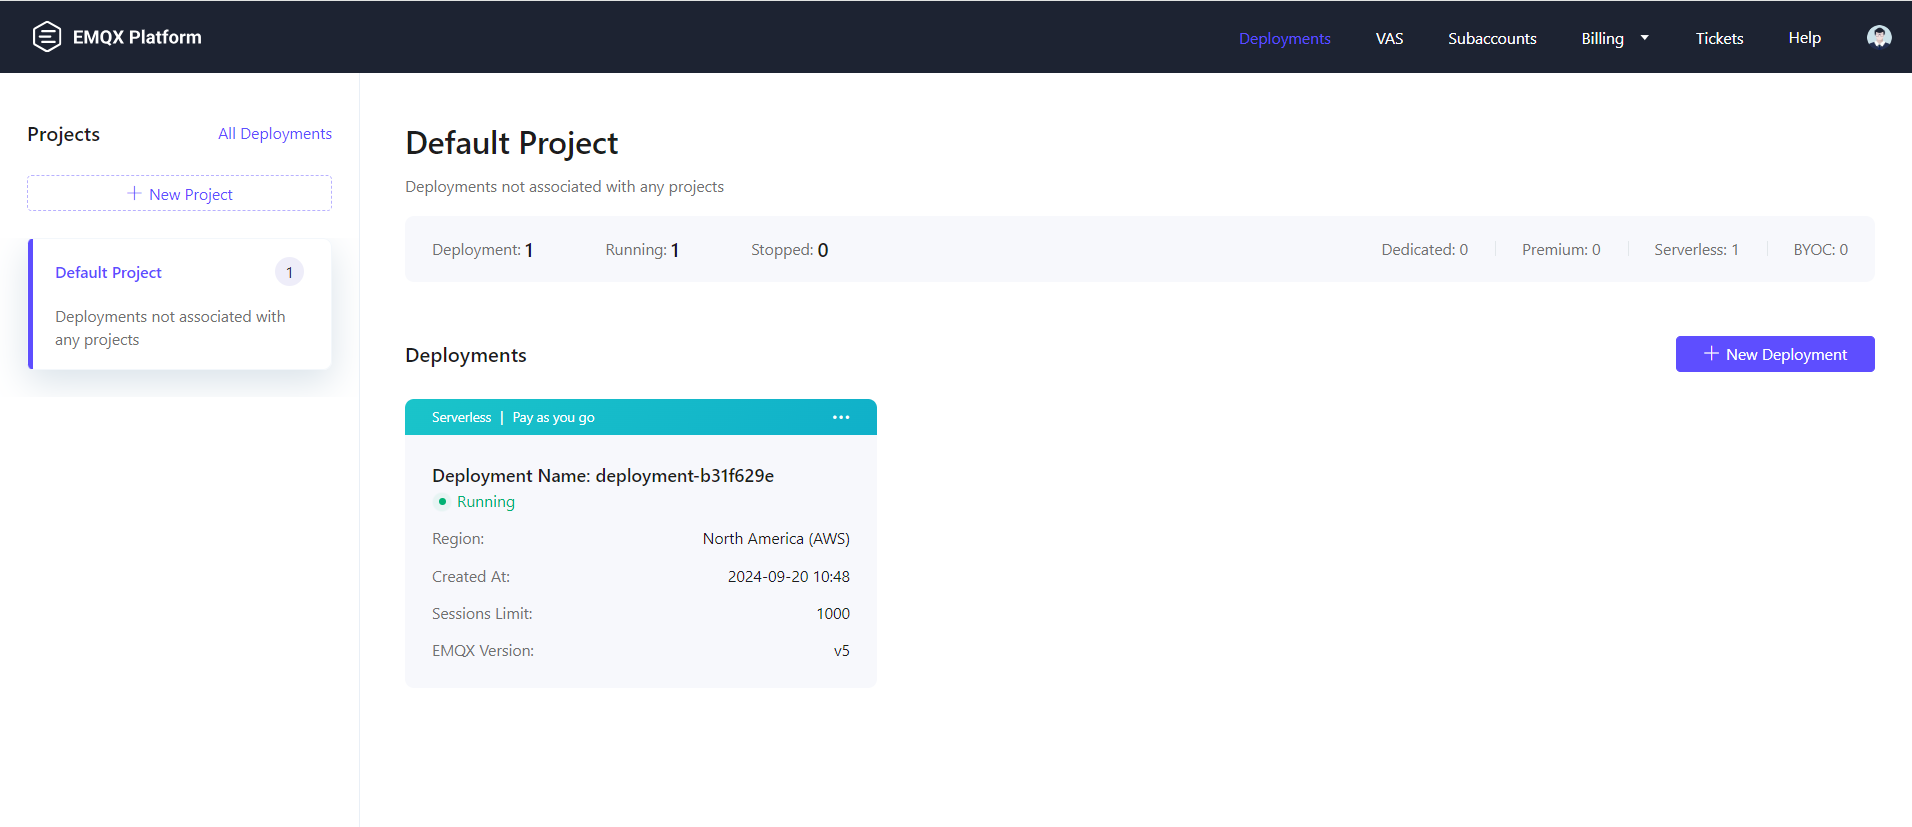 EMQX Platform
Deployments
VAS
Subaccounts
Billing
Tickets
Help
Projects
All Deployments
+ New Project
Default Project
1
Deployments not associated with
any projects
Default Project
Deployments not associated with any projects
Deployment: 1
Running: 1
Stopped: 0
Dedicated: 0
Premium: 0
Serverless: 1
BYOC: 0
Deployments
+ New Deployment
Serverless | Pay as you go
Deployment Name: deployment-b31f629e
Running
Region: North America (AWS)
Created At: 2024-09-20 10:48
Sessions Limit: 1000
EMQX Version: v5